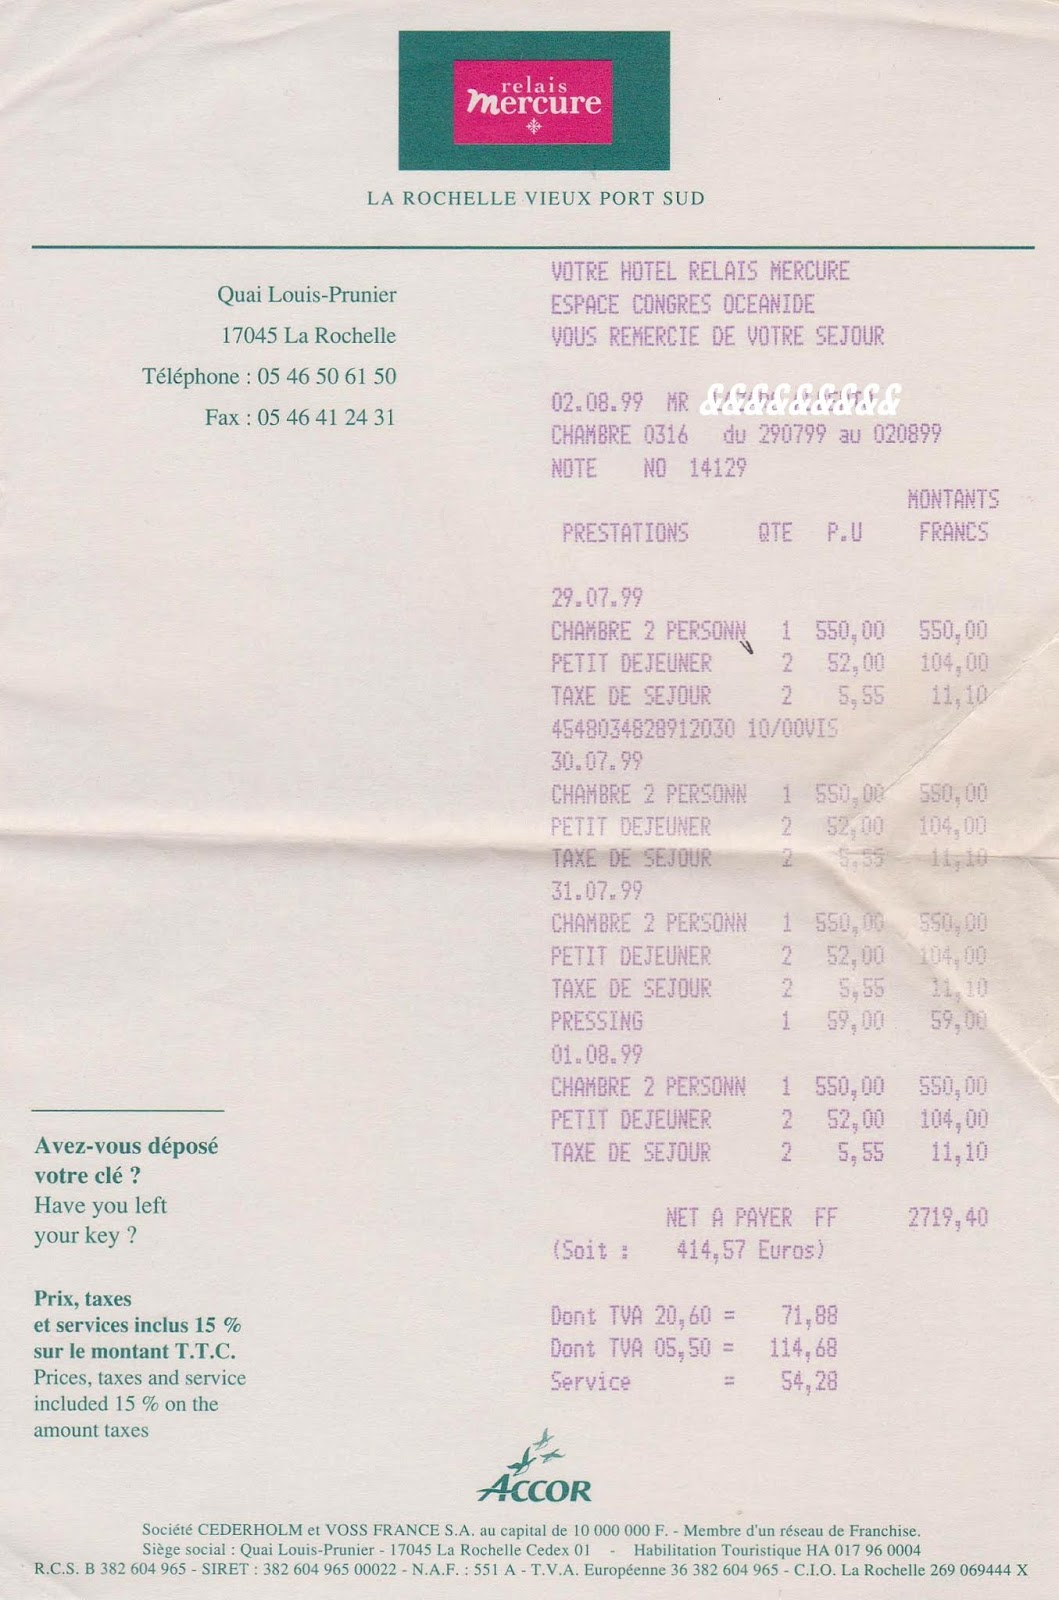 relais
mercure
LA ROCHELLE VIEUX PORT SUD
Quai Louis-Prunier
17045 La Rochelle
Téléphone : 05 46 50 61 50
Fax : 05 46 41 24 31
VOTRE HOTEL RELAIS MERCURE
ESPACE CONGRES OCEANIDE
VOUS REMERCIE DE VOTRE SEJOUR
02.08.99 MR &&&&&&&&&
CHAMBRE 0316 du 290799 au 020899
NOTE NO 14129
MONTANTS
PRESTATIONS QTE P.U FRANCS
29.07.99
CHAMBRE 2 PERSONN 1 550,00 550,00
PETIT DEJEUNER 2 52,00 104,00
TAXE DE SEJOUR 2 5,55 11,10
4548034828912030 10/00VIS
30.07.99
CHAMBRE 2 PERSONN 1 550,00 550,00
PETIT DEJEUNER 2 52,00 104,00
TAXE DE SEJOUR 2 5,55 11,10
31.07.99
CHAMBRE 2 PERSONN 1 550,00 550,00
PETIT DEJEUNER 2 52,00 104,00
TAXE DE SEJOUR 2 5,55 11,10
PRESSING 1 59,00 59,00
01.08.99
CHAMBRE 2 PERSONN 1 550,00 550,00
PETIT DEJEUNER 2 52,00 104,00
TAXE DE SEJOUR 2 5,55 11,10
NET A PAYER FF 2719,40
(Soit : 414,57 Euros)
Dont TVA 20,60 = 71,88
Dont TVA 05,50 = 114,68
Service = 54,28
Avez-vous déposé
votre clé ?
Have you left
your key ?
Prix, taxes
et services inclus 15 %
sur le montant T.T.C.
Prices, taxes and service
included 15 % on the
amount taxes
ACCOR
Société CEDERHOLM et VOSS FRANCE S.A. au capital de 10 000 000 F. - Membre d'un réseau de Franchise.
Siège social : Quai Louis-Prunier - 17045 La Rochelle Cedex 01 - Habilitation Touristique HA 017 96 0004
R.C.S. B 382 604 965 - SIRET : 382 604 965 00022 - N.A.F. : 551 A - T.V.A. Européenne 36 382 604 965 - C.I.O. La Rochelle 269 069444 X